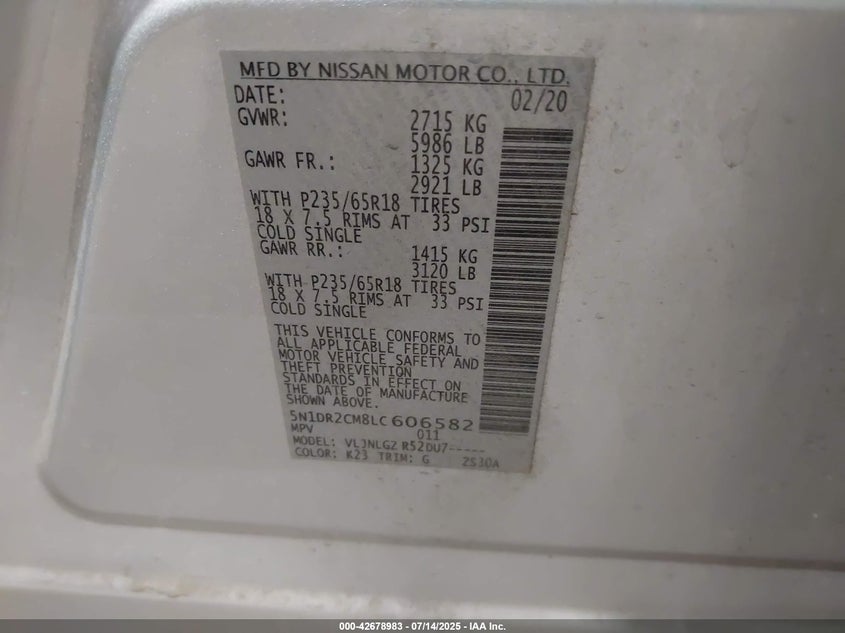 MFD BY NISSAN MOTOR CO., LTD.
DATE: 02/20
GVWR: 2715 KG
5986 LB
GAWR FR.: 1325 KG
2921 LB
WITH P235/65R18 TIRES
18 X 7.5 RIMS AT 33 PSI
COLD SINGLE
GAWR RR.: 1415 KG
3120 LB
WITH P235/65R18 TIRES
18 X 7.5 RIMS AT 33 PSI
COLD SINGLE
THIS VEHICLE CONFORMS TO
ALL APPLICABLE FEDERAL
MOTOR VEHICLE SAFETY AND
THEFT PREVENTION
STANDARDS IN EFFECT ON
THE DATE OF MANUFACTURE
SHOWN ABOVE.
5N1DR2CM8LC606582
MPV 011
MODEL: VLJNLGZ R52DU7-----
COLOR: K23 TRIM: G 2S30A
000-42678983 - 07/14/2025 - IAA Inc.